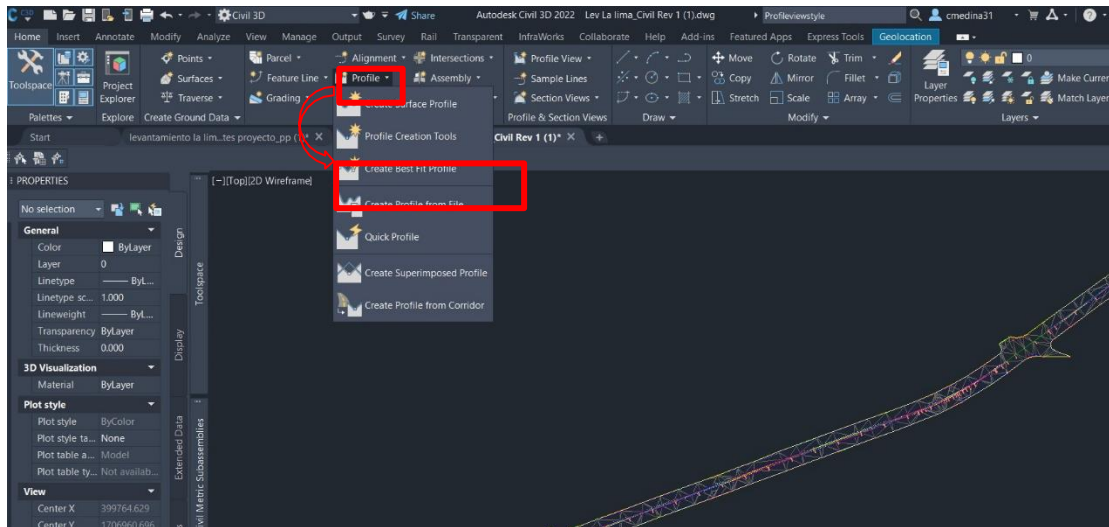 Civil 3D Share Autodesk Civil 3D 2022 Lev La lima_Civil Rev 1 (1).dwg Profileviewstyle cmedina31
Home Insert Annotate Modify Analyze View Manage Output Survey Rail Transparent InfraWorks Collaborate Help Add-ins Featured Apps Express Tools Geolocation
Points Parcel Alignment Intersections Profile View Move Rotate Trim 0
Toolspace Project Explorer Surfaces Feature Line Profile Assembly Sample Lines Copy Mirror Fillet Layer Properties Make Curren
Traverse Grading Section Views Stretch Scale Array Match Layer
Palettes Explore Create Ground Data Profile & Section Views Draw Modify Layers
Start levantamiento la lim...tes proyecto_pp (1)* Civil Rev 1 (1)*
Create Surface Profile
Profile Creation Tools
Create Best Fit Profile
Create Profile from File
Quick Profile
Create Superimposed Profile
Create Profile from Corridor
PROPERTIES
[−][Top][2D Wireframe]
No selection
General
Color ByLayer
Layer 0
Linetype ByL...
Linetype sc... 1.000
Lineweight ByL...
Transparency ByLayer
Thickness 0.000
3D Visualization
Material ByLayer
Plot style
Plot style ByColor
Plot style ta... None
Plot table a... Model
Plot table ty... Not availab...
View
Center X 399764.629
Center Y 1706960.696
Design
Display
Extended Data
Toolspace
Civil Metric Subassemblies